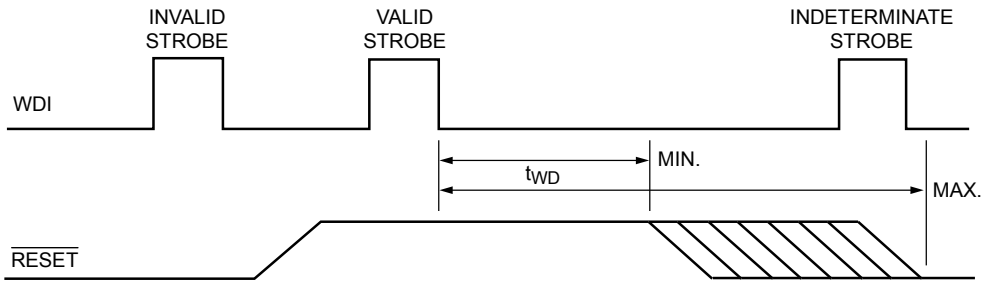 INVALID
STROBE
VALID
STROBE
INDETERMINATE
STROBE
WDI
MIN.
tWD
MAX.
RESET